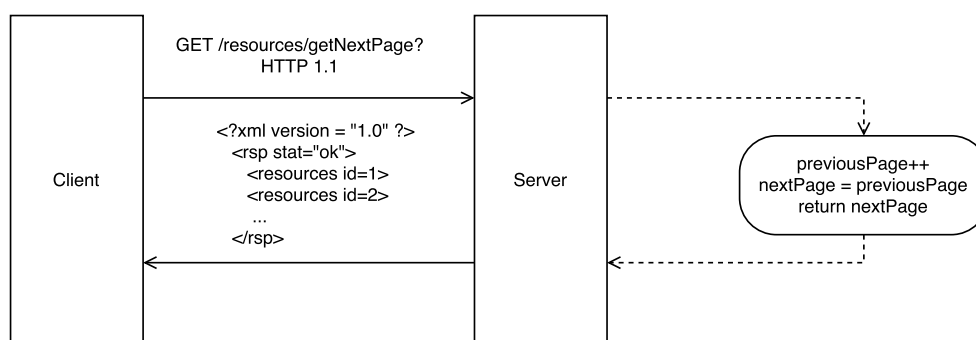 GET /resources/getNextPage?
HTTP 1.1
<?xml version = "1.0" ?>
<rsp stat="ok">
<resources id=1>
<resources id=2>
...
</rsp>
Client
Server
previousPage++
nextPage = previousPage
return nextPage